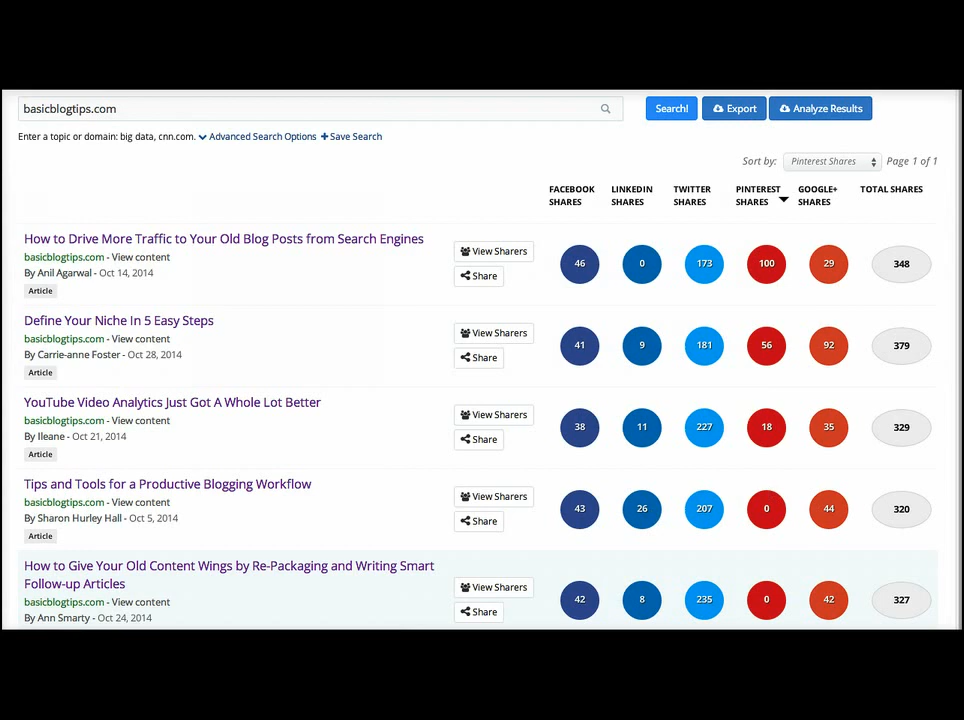 basicblogtips.com
Search!
Export
Analyze Results
Enter a topic or domain: big data, cnn.com. Advanced Search Options Save Search
Sort by: Pinterest Shares Page 1 of 1
FACEBOOK SHARES
LINKEDIN SHARES
TWITTER SHARES
PINTEREST SHARES
GOOGLE+ SHARES
TOTAL SHARES
How to Drive More Traffic to Your Old Blog Posts from Search Engines
basicblogtips.com - View content
By Anil Agarwal - Oct 14, 2014
Article
View Sharers
Share
46 0 173 100 29 348
Define Your Niche In 5 Easy Steps
basicblogtips.com - View content
By Carrie-anne Foster - Oct 28, 2014
Article
View Sharers
Share
41 9 181 56 92 379
YouTube Video Analytics Just Got A Whole Lot Better
basicblogtips.com - View content
By Ileane - Oct 21, 2014
Article
View Sharers
Share
38 11 227 18 35 329
Tips and Tools for a Productive Blogging Workflow
basicblogtips.com - View content
By Sharon Hurley Hall - Oct 5, 2014
Article
View Sharers
Share
43 26 207 0 44 320
How to Give Your Old Content Wings by Re-Packaging and Writing Smart
Follow-up Articles
basicblogtips.com - View content
By Ann Smarty - Oct 24, 2014
View Sharers
Share
42 8 235 0 42 327